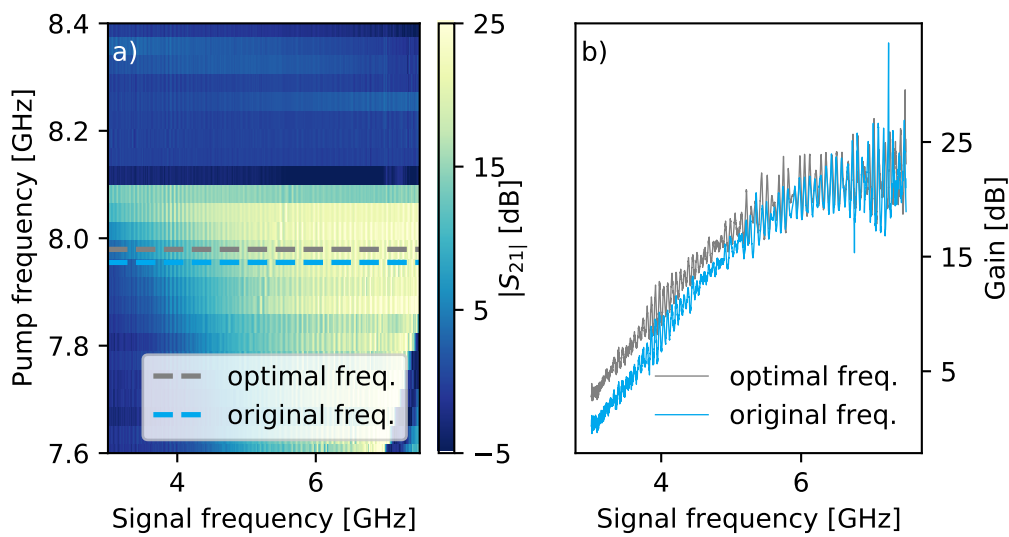 8.4
8.2
8.0
7.8
7.6
Pump frequency [GHz]
a)
optimal freq.
original freq.
4
6
Signal frequency [GHz]
25
15
5
−5
|S21| [dB]
b)
optimal freq.
original freq.
4
6
Signal frequency [GHz]
25
15
5
Gain [dB]